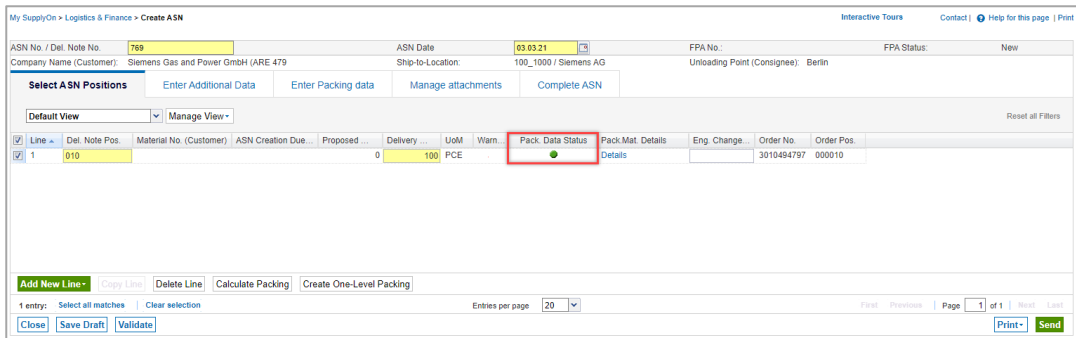 My SupplyOn > Logistics & Finance > Create ASN Interactive Tours Contact | Help for this page | Print
ASN No. / Del. Note No. 769 ASN Date 03.03.21 FPA No.: FPA Status: New
Company Name (Customer): Siemens Gas and Power GmbH (ARE 479 Ship-to-Location: 100_1000 / Siemens AG Unloading Point (Consignee): Berlin
Select ASN Positions Enter Additional Data Enter Packing data Manage attachments Complete ASN
Default View Manage View Reset all Filters
Line Del. Note Pos. Material No. (Customer) ASN Creation Due... Proposed ... Delivery ... UoM Warn... Pack. Data Status Pack.Mat. Details Eng. Change... Order No. Order Pos.
1 010 0 100 PCE Details 3010494797 000010
Add New Line Copy Line Delete Line Calculate Packing Create One-Level Packing
1 entry: Select all matches | Clear selection Entries per page 20 First Previous | Page 1 of 1 | Next Last
Close Save Draft Validate Print Send